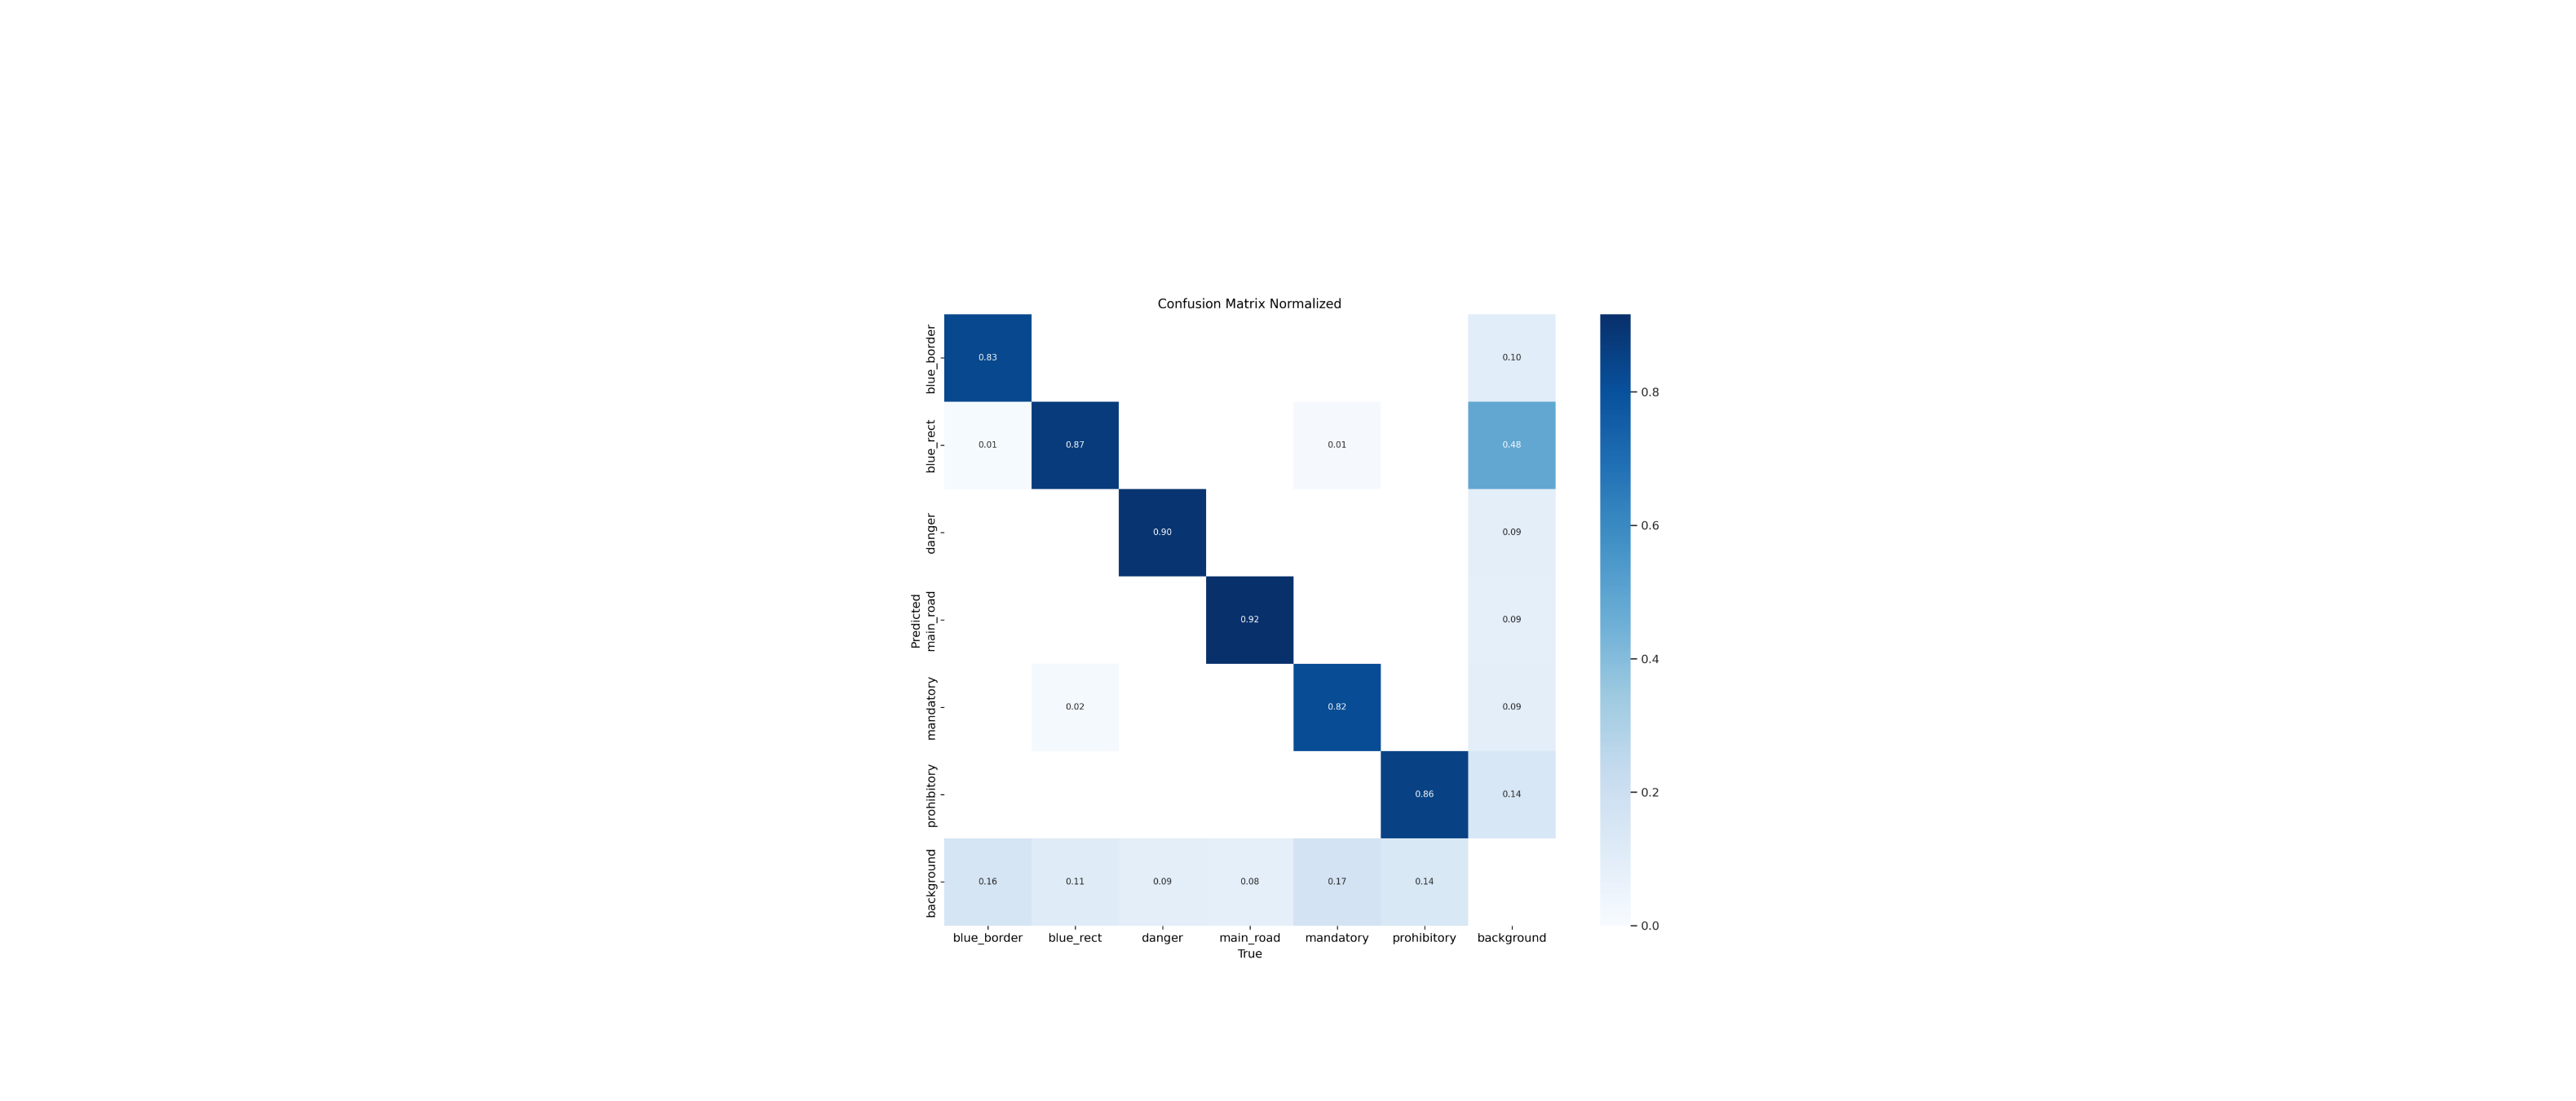 Confusion Matrix Normalized
Predicted
blue_border
0.83 0.10
blue_rect
0.01 0.87 0.01 0.48
danger
0.90 0.09
main_road
0.92 0.09
mandatory
0.02 0.82 0.09
prohibitory
0.86 0.14
background
0.16 0.11 0.09 0.08 0.17 0.14
blue_border blue_rect danger main_road mandatory prohibitory background
True
0.8
0.6
0.4
0.2
0.0